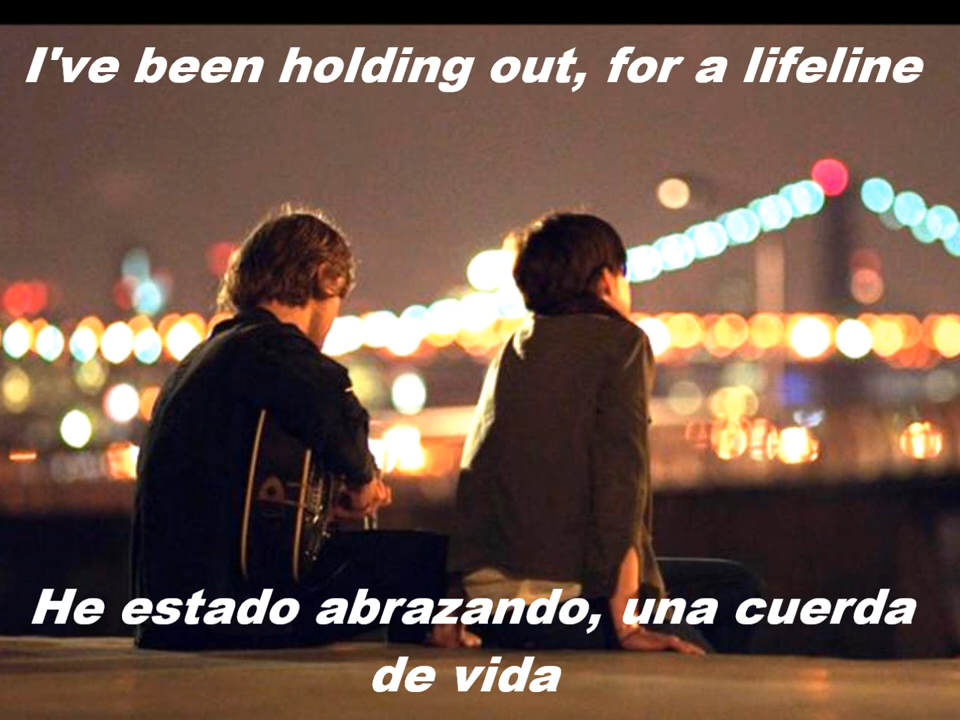 I've been holding out, for a lifeline
He estado abrazando, una cuerda
de vida